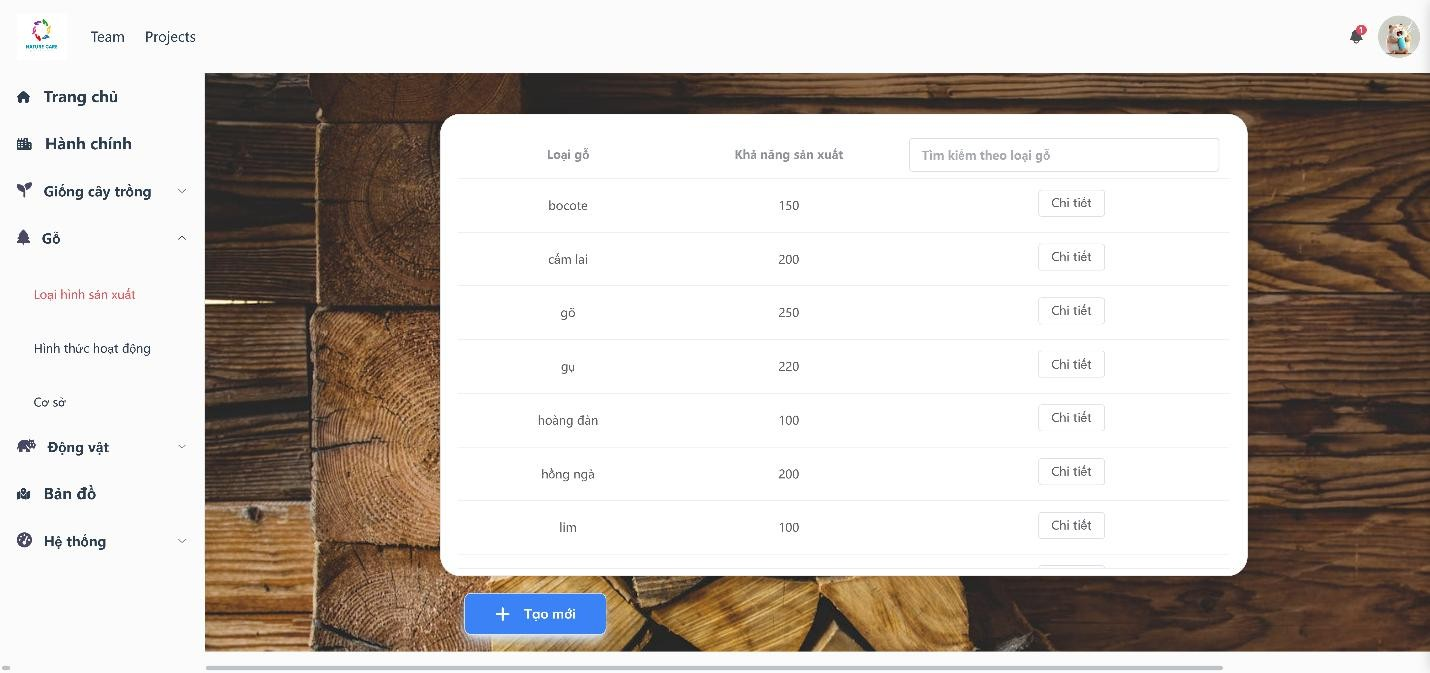 NATURE CARE
Team Projects
1
Trang chủ
Hành chính
Giống cây trồng
Gỗ
Loại hình sản xuất
Hình thức hoạt động
Cơ sở
Động vật
Bản đồ
Hệ thống
Loại gỗ Khả năng sản xuất Tìm kiếm theo loại gỗ
bocote 150 Chi tiết
cẩm lai 200 Chi tiết
gõ 250 Chi tiết
gụ 220 Chi tiết
hoàng đàn 100 Chi tiết
hồng ngà 200 Chi tiết
lim 100 Chi tiết
Tạo mới